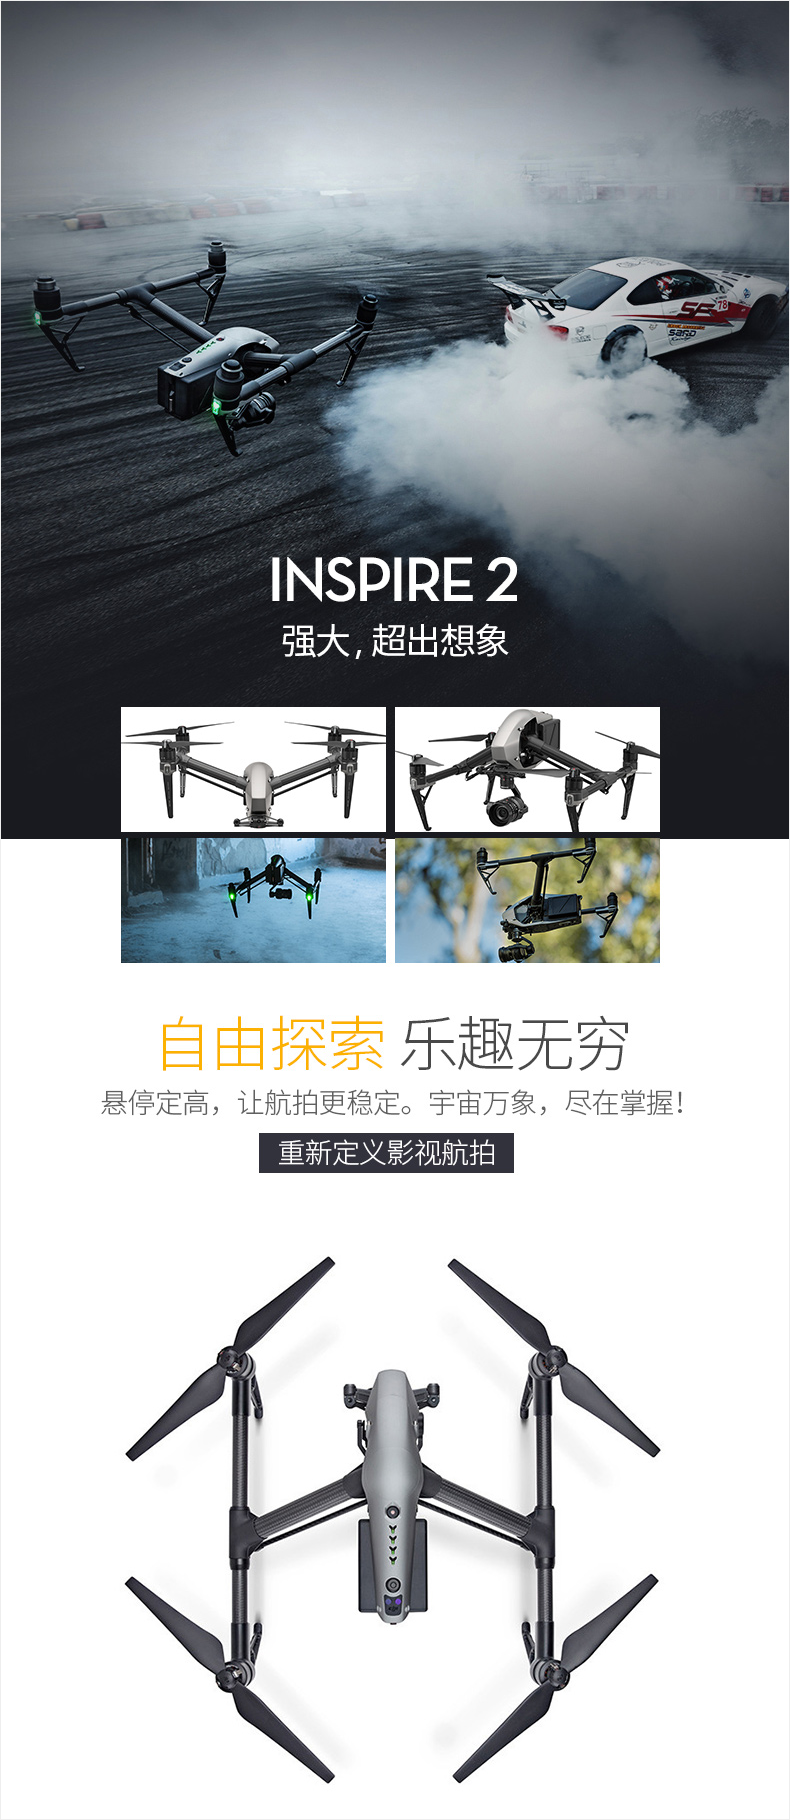 78
INSPIRE 2
强大，超出想象
自由探索 乐趣无穷
悬停定高，让航拍更稳定。宇宙万象，尽在掌握！
重新定义影视航拍